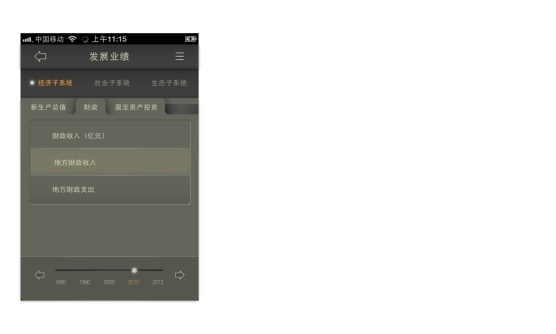 中国移动 上午11:15
发展业绩
经济子系统 社会子系统 生态子系统
新生产总值 财政 固定资产投资
财政收入（亿元）
地方财政收入
地方财政支出
1980 1990 2000 2010 2012